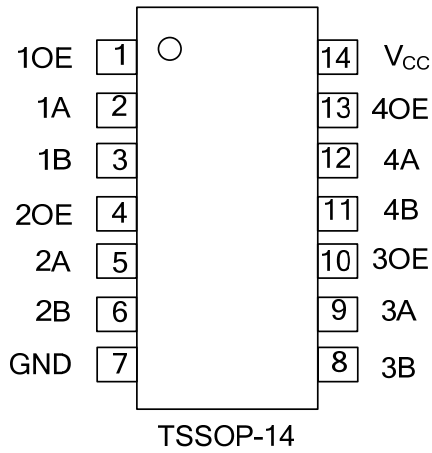 1OE 1 14 VCC
1A 2 13 4OE
1B 3 12 4A
2OE 4 11 4B
2A 5 10 3OE
2B 6 9 3A
GND 7 8 3B
TSSOP-14